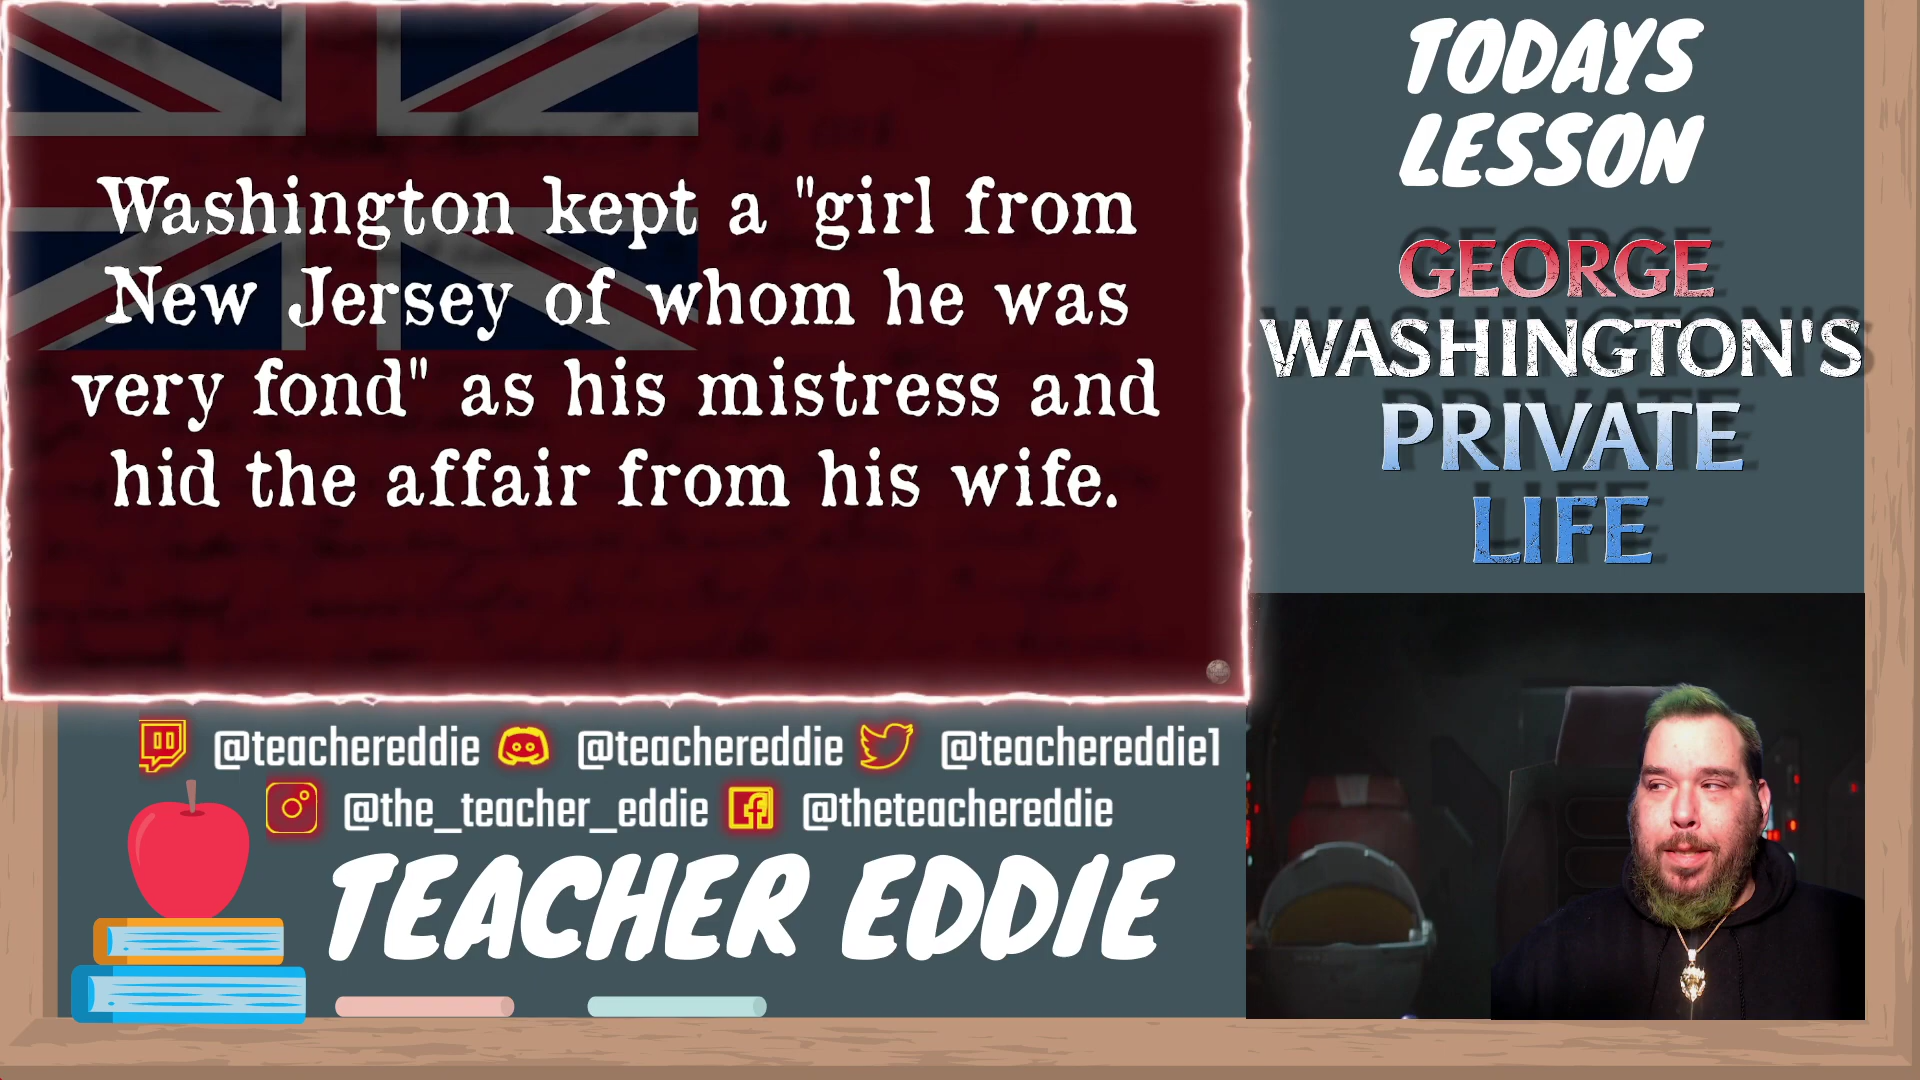 Washington kept a "girl from
New Jersey of whom he was
very fond" as his mistress and
hid the affair from his wife.
TODAYS
LESSON
GEORGE
WASHINGTON'S
PRIVATE
LIFE
@teachereddie @teachereddie @teachereddie1
@the_teacher_eddie @theteachereddie
TEACHER EDDIE